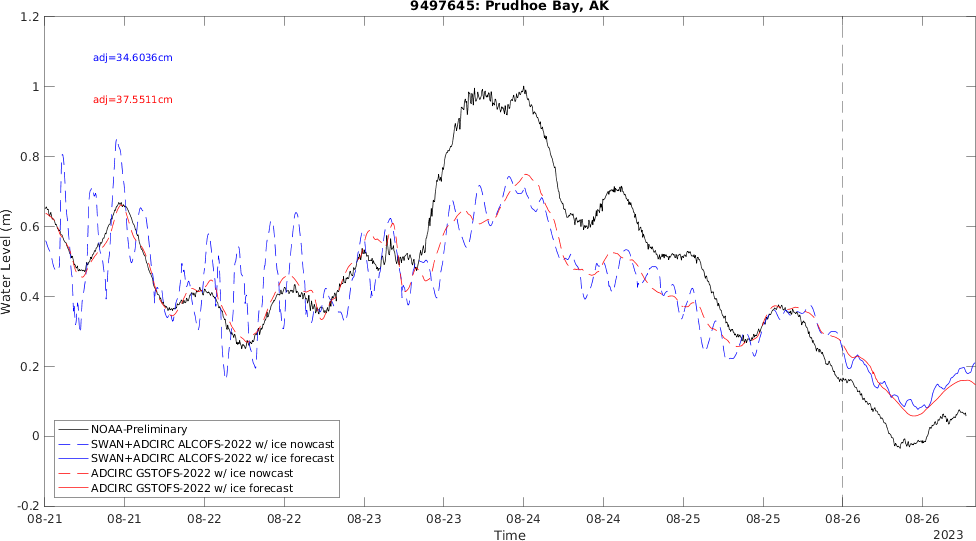 9497645: Prudhoe Bay, AK
1.2
1
0.8
0.6
0.4
0.2
0
-0.2
Water Level (m)
adj=34.6036cm
adj=37.5511cm
NOAA-Preliminary
SWAN+ADCIRC ALCOFS-2022 w/ ice nowcast
SWAN+ADCIRC ALCOFS-2022 w/ ice forecast
ADCIRC GSTOFS-2022 w/ ice nowcast
ADCIRC GSTOFS-2022 w/ ice forecast
08-21 08-21 08-22 08-22 08-23 08-23 08-24 08-24 08-25 08-25 08-26 08-26
Time
2023